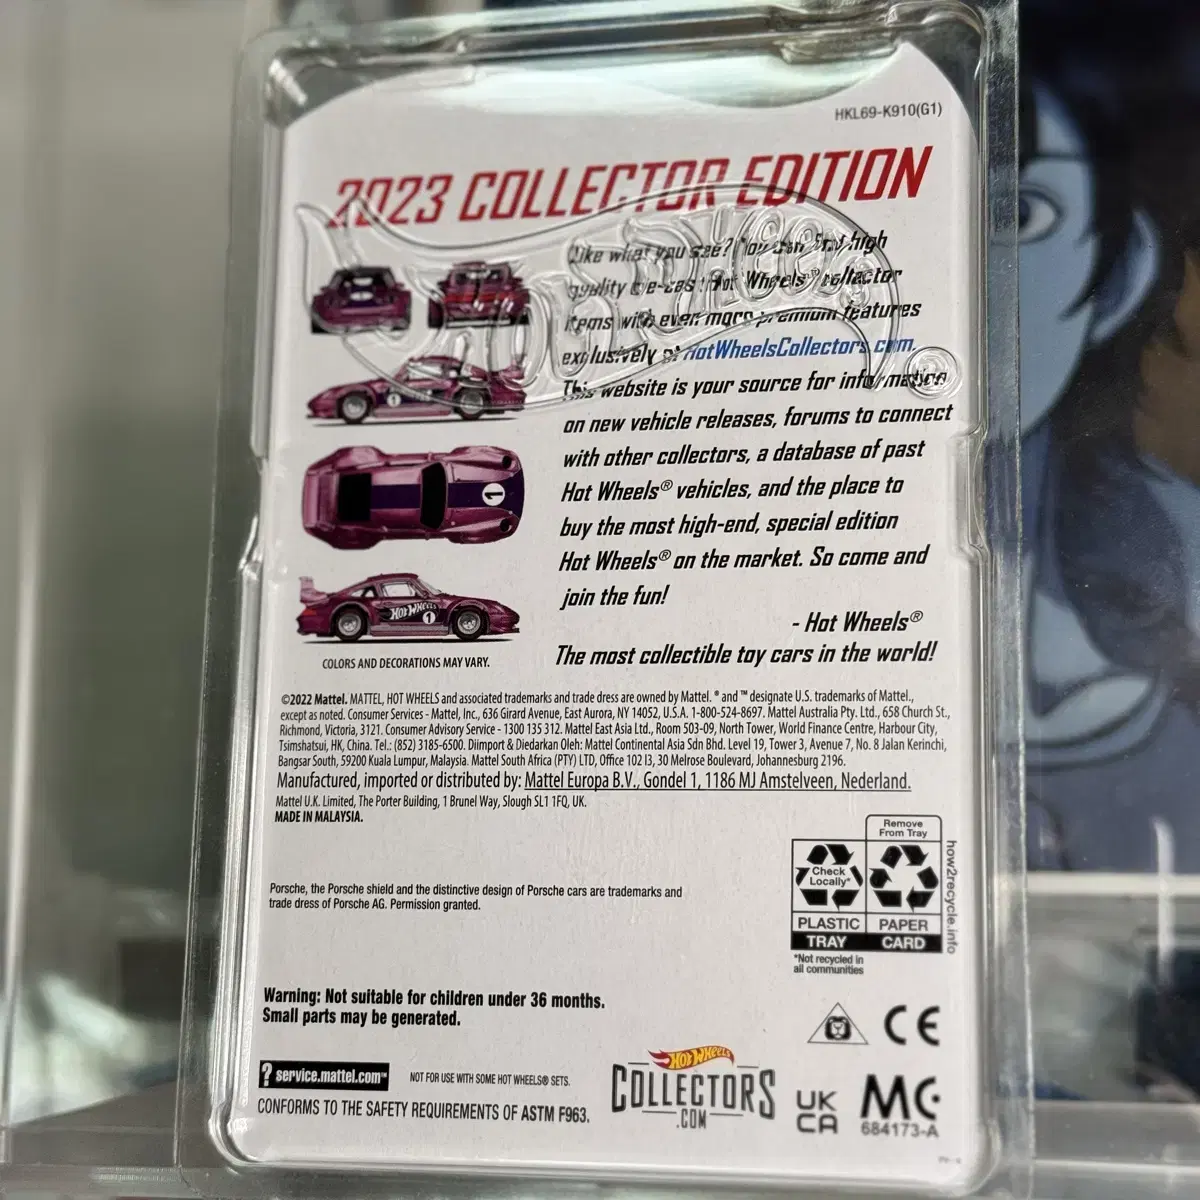 HKL69-K910(G1)
2023 COLLECTOR EDITION
Like what you see? You can find high
quality die-cast Hot Wheels® collector
items with even more premium features
exclusively at HotWheelsCollectors.com.
This website is your source for information
on new vehicle releases, forums to connect
with other collectors, a database of past
Hot Wheels® vehicles, and the place to
buy the most high-end, special edition
Hot Wheels® on the market. So come and
join the fun!
- Hot Wheels®
The most collectible toy cars in the world!
HOT WHEELS
1
1
HOT WHEELS
1
COLORS AND DECORATIONS MAY VARY.
©2022 Mattel. MATTEL, HOT WHEELS and associated trademarks and trade dress are owned by Mattel. ® and ™ designate U.S. trademarks of Mattel,
except as noted. Consumer Services - Mattel, Inc., 636 Girard Avenue, East Aurora, NY 14052, U.S.A. 1-800-524-8697. Mattel Australia Pty. Ltd., 658 Church St.,
Richmond, Victoria, 3121. Consumer Advisory Service - 1300 135 312. Mattel East Asia Ltd., Room 503-09, North Tower, World Finance Centre, Harbour City,
Tsimshatsui, HK, China. Tel.: (852) 3185-6500. Diimport & Diedarkan Oleh: Mattel Continental Asia Sdn Bhd. Level 19, Tower 3, Avenue 7, No. 8 Jalan Kerinchi,
Bangsar South, 59200 Kuala Lumpur, Malaysia. Mattel South Africa (PTY) LTD, Office 102 I3, 30 Melrose Boulevard, Johannesburg 2196.
Manufactured, imported or distributed by: Mattel Europa B.V., Gondel 1, 1186 MJ Amstelveen, Nederland.
Mattel U.K. Limited, The Porter Building, 1 Brunel Way, Slough SL1 1FQ, UK.
MADE IN MALAYSIA.
Remove
From Tray
Check
Locally*
PLASTIC
TRAY
PAPER
CARD
how2recycle.info
*Not recycled in
all communities
Porsche, the Porsche shield and the distinctive design of Porsche cars are trademarks and
trade dress of Porsche AG. Permission granted.
Warning: Not suitable for children under 36 months.
Small parts may be generated.
? service.mattel.com™
NOT FOR USE WITH SOME HOT WHEELS® SETS.
CONFORMS TO THE SAFETY REQUIREMENTS OF ASTM F963.
HOT WHEELS
COLLECTORS
.COM
CE
UK
CA
MC
684173-A